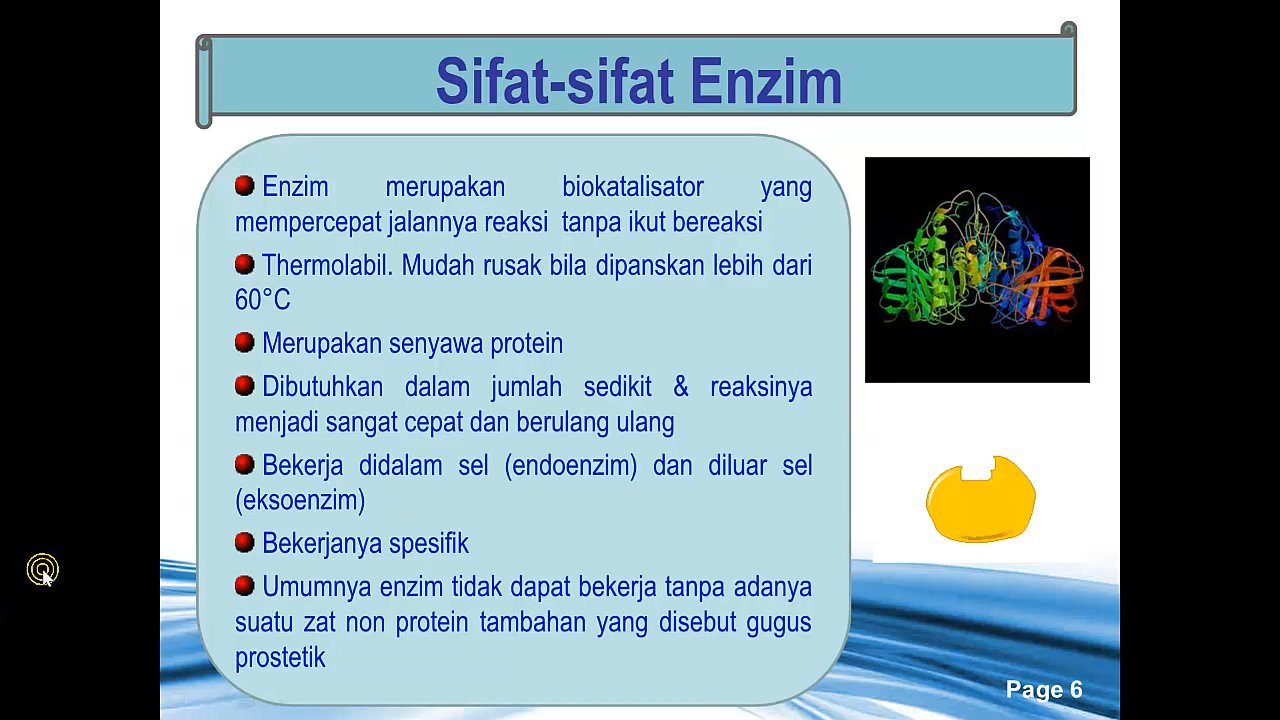 Sifat-sifat Enzim
Enzim merupakan biokatalisator yang
mempercepat jalannya reaksi tanpa ikut bereaksi
Thermolabil. Mudah rusak bila dipanskan lebih dari
60°C
Merupakan senyawa protein
Dibutuhkan dalam jumlah sedikit & reaksinya
menjadi sangat cepat dan berulang ulang
Bekerja didalam sel (endoenzim) dan diluar sel
(eksoenzim)
Bekerjanya spesifik
Umumnya enzim tidak dapat bekerja tanpa adanya
suatu zat non protein tambahan yang disebut gugus
prostetik
Page 6